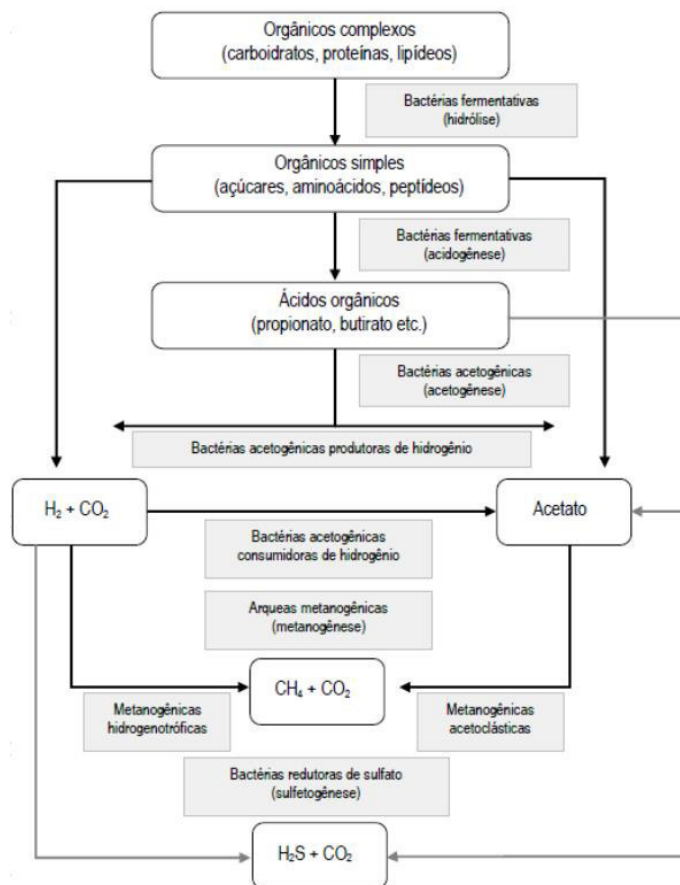 Orgânicos complexos
(carboidratos, proteínas, lipídeos)
Bactérias fermentativas
(hidrólise)
Orgânicos simples
(açúcares, aminoácidos, peptídeos)
Bactérias fermentativas
(acidogênese)
Ácidos orgânicos
(propionato, butirato etc.)
Bactérias acetogênicas
(acetogênese)
Bactérias acetogênicas produtoras de hidrogênio
H₂ + CO₂
Acetato
Bactérias acetogênicas
consumidoras de hidrogênio
Arqueas metanogênicas
(metanogênese)
CH₄ + CO₂
Metanogênicas
hidrogenotróficas
Metanogênicas
acetoclásticas
Bactérias redutoras de sulfato
(sulfetogênese)
H₂S + CO₂